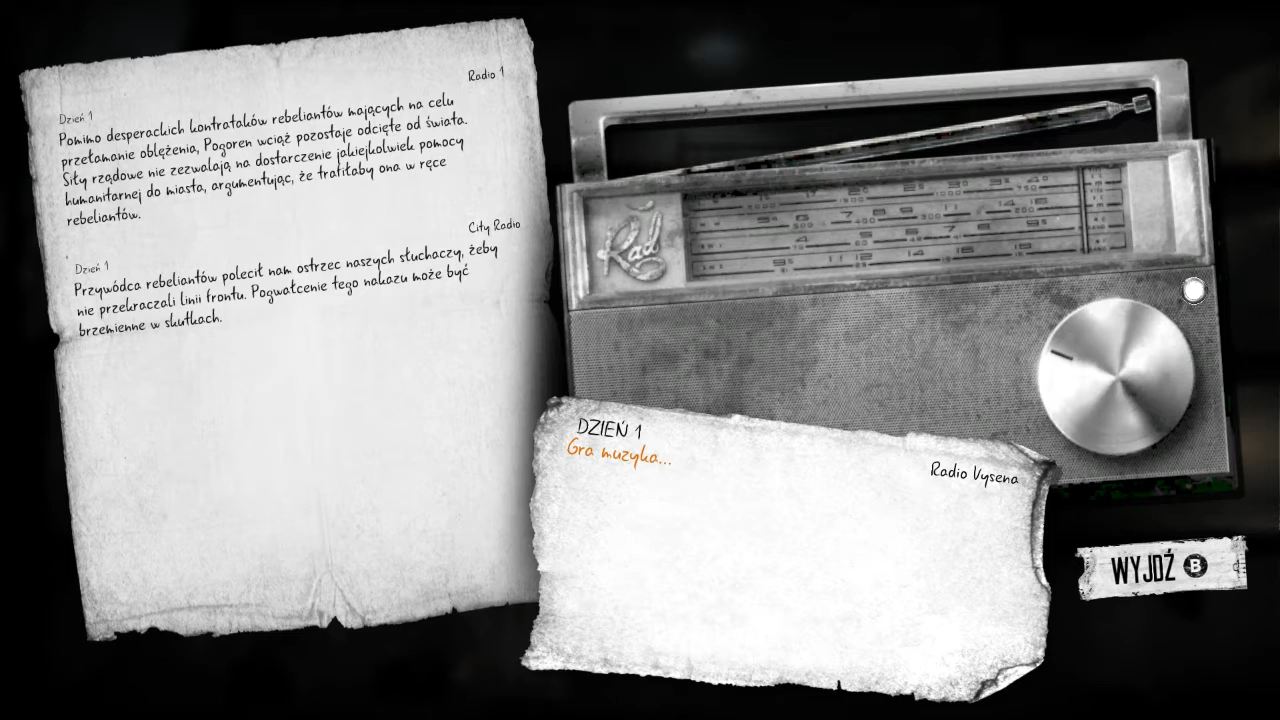 Radio 1
Dzień 1
Pomimo desperackich kontrataków rebeliantów mających na celu
przełamanie oblężenia, Pogoren wciąż pozostaje odcięte od świata.
Siły rządowe nie zezwalają na dostarczenie jakiejkolwiek pomocy
humanitarnej do miasta, argumentując, że trafiłaby ona w ręce
rebeliantów.
City Radio
Dzień 1
Przywódca rebeliantów polecił nam ostrzec naszych słuchaczy, żeby
nie przekraczali linii frontu. Pogwałcenie tego nakazu może być
brzemienne w skutkach.
Rád
DZIEŃ 1
Gra muzyka...
Radio Vysena
WYJDŹ B